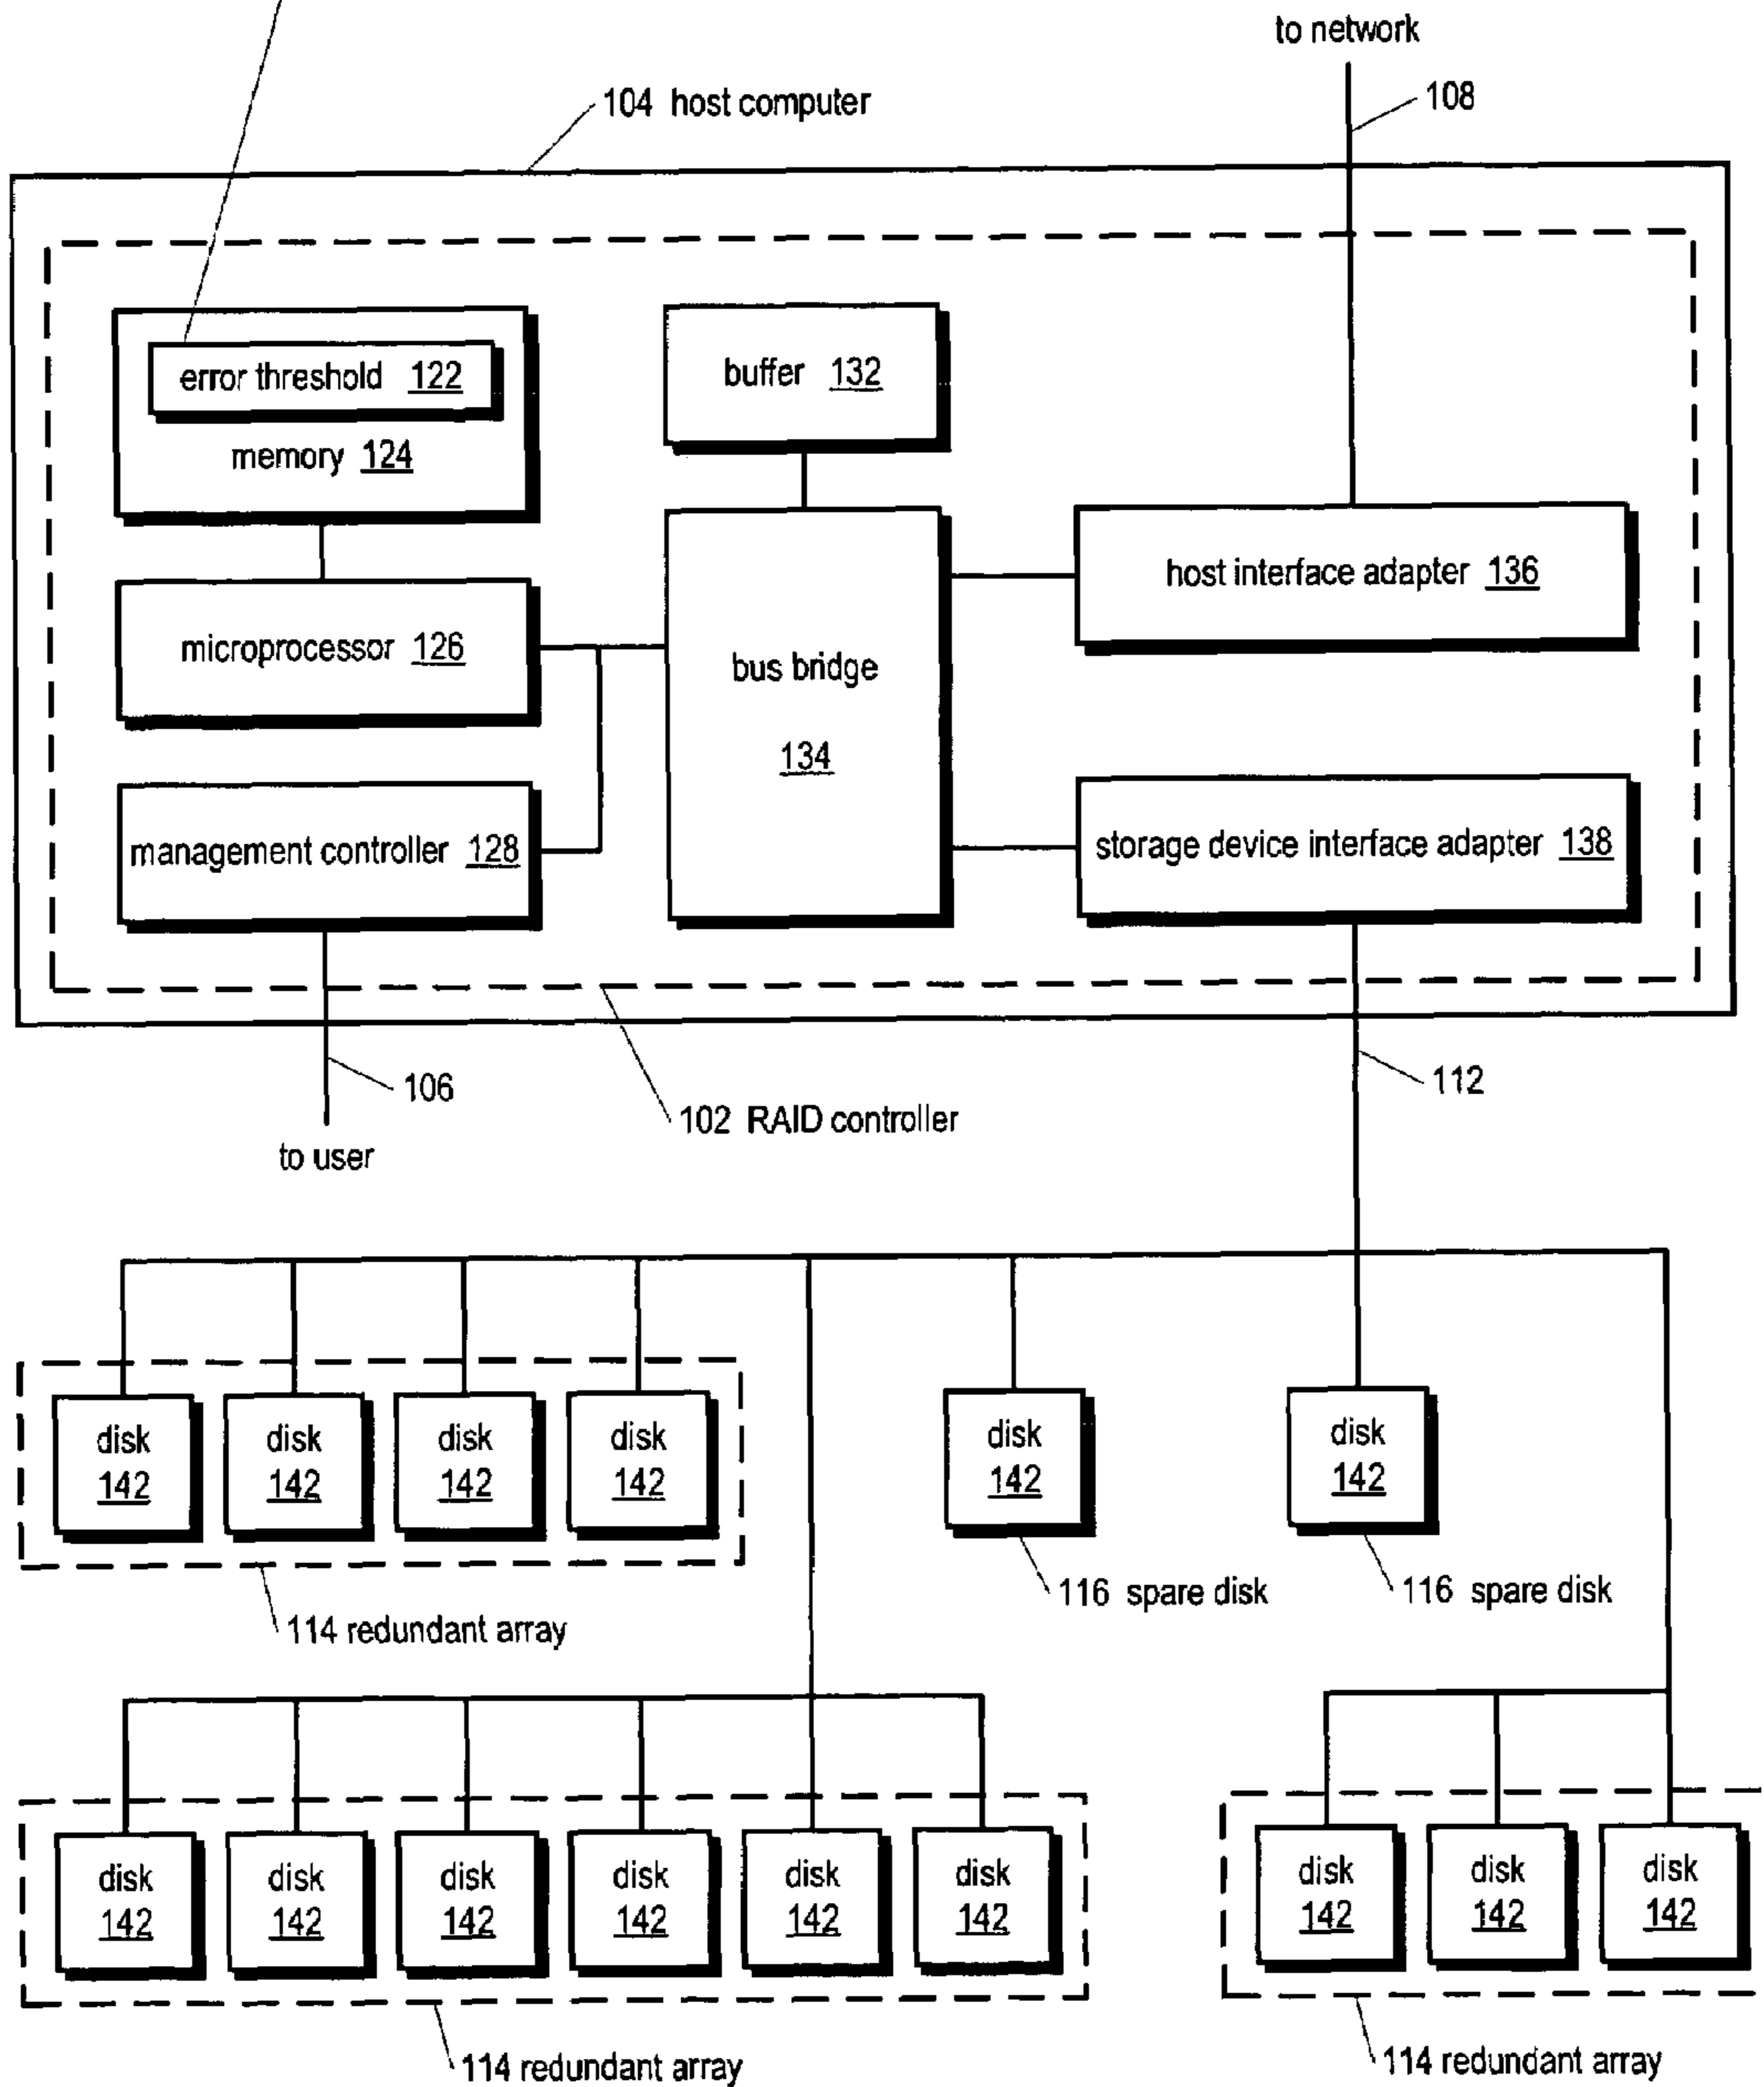 to network
104 host computer
108
error threshold 122
memory 124
buffer 132
host interface adapter 136
microprocessor 126
bus bridge
134
management controller 128
storage device interface adapter 138
106
112
102 RAID controller
to user
disk
142
disk
142
disk
142
disk
142
disk
142
disk
142
116 spare disk
116 spare disk
114 redundant array
disk
142
disk
142
disk
142
disk
142
disk
142
disk
142
disk
142
disk
142
disk
142
114 redundant array
114 redundant array